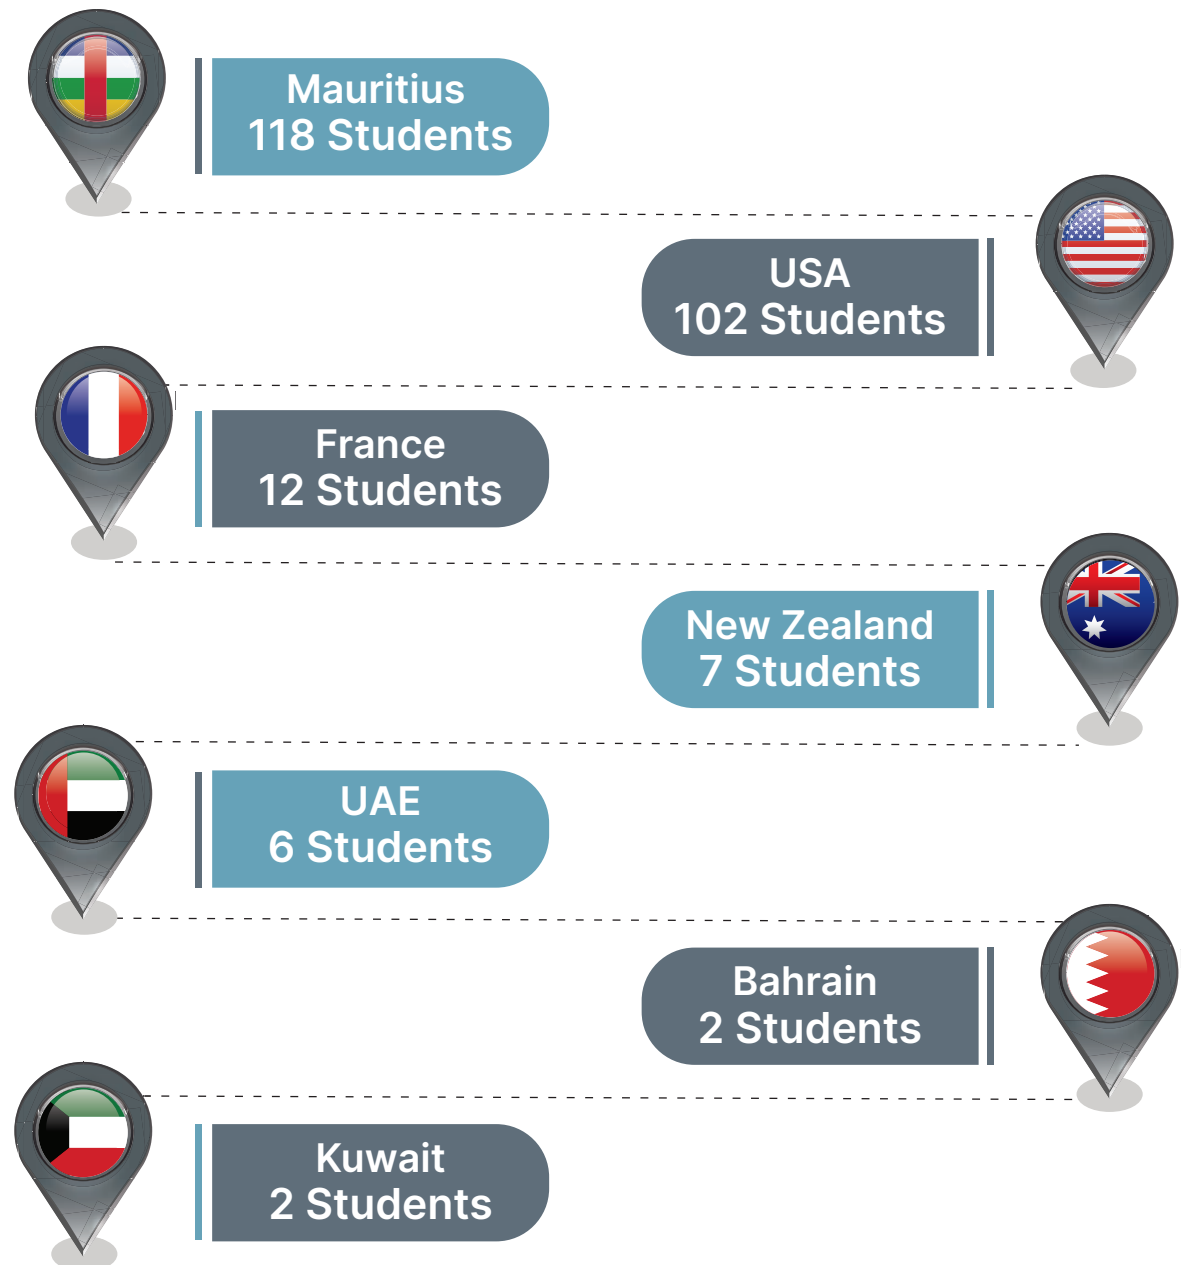 Mauritius
118 Students
USA
102 Students
France
12 Students
New Zealand
7 Students
UAE
6 Students
Bahrain
2 Students
Kuwait
2 Students